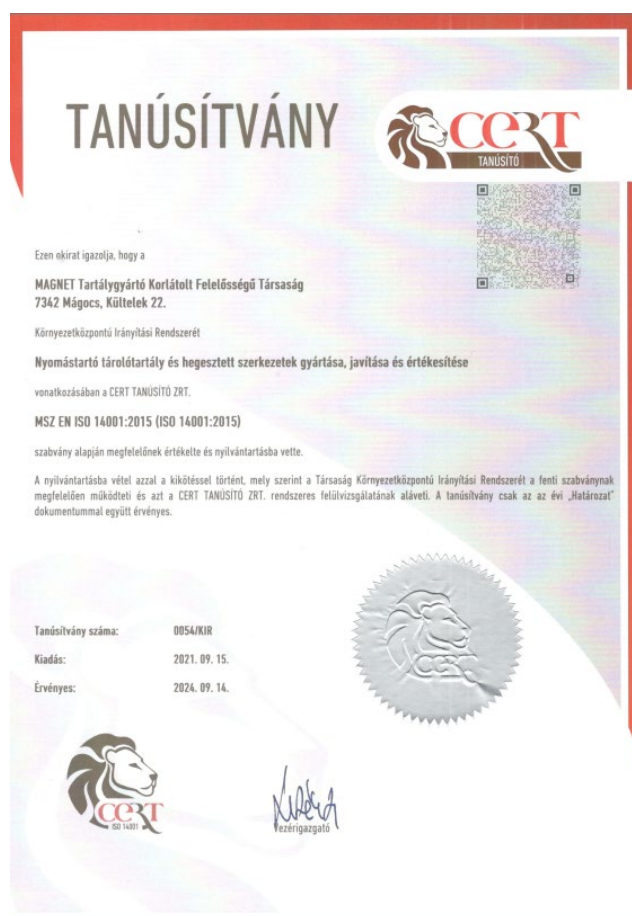 TANÚSÍTVÁNY
CERT
TANÚSÍTÓ
Ezen okirat igazolja, hogy a
MAGNET Tartálygyártó Korlátolt Felelősségű Társaság
7342 Mágocs, Kültelek 22.
Környezetközpontú Irányítási Rendszerét
Nyomástartó tárolótartály és hegesztett szerkezetek gyártása, javítása és értékesítése
vonatkozásában a CERT TANÚSÍTÓ ZRT.
MSZ EN ISO 14001:2015 (ISO 14001:2015)
szabvány alapján megfelelőnek értékelte és nyilvántartásba vette.
A nyilvántartásba vétel azzal a kikötéssel történt, mely szerint a Társaság Környezetközpontú Irányítási Rendszerét a fenti szabványnak
megfelelően működteti és azt a CERT TANÚSÍTÓ ZRT. rendszeres felülvizsgálatának aláveti. A tanúsítvány csak az az évi „Határozat"
dokumentummal együtt érvényes.
Tanúsítvány száma: 0054/KIR
Kiadás: 2021. 09. 15.
Érvényes: 2024. 09. 14.
CERT
CERT
ISO 14001
Vezérigazgató